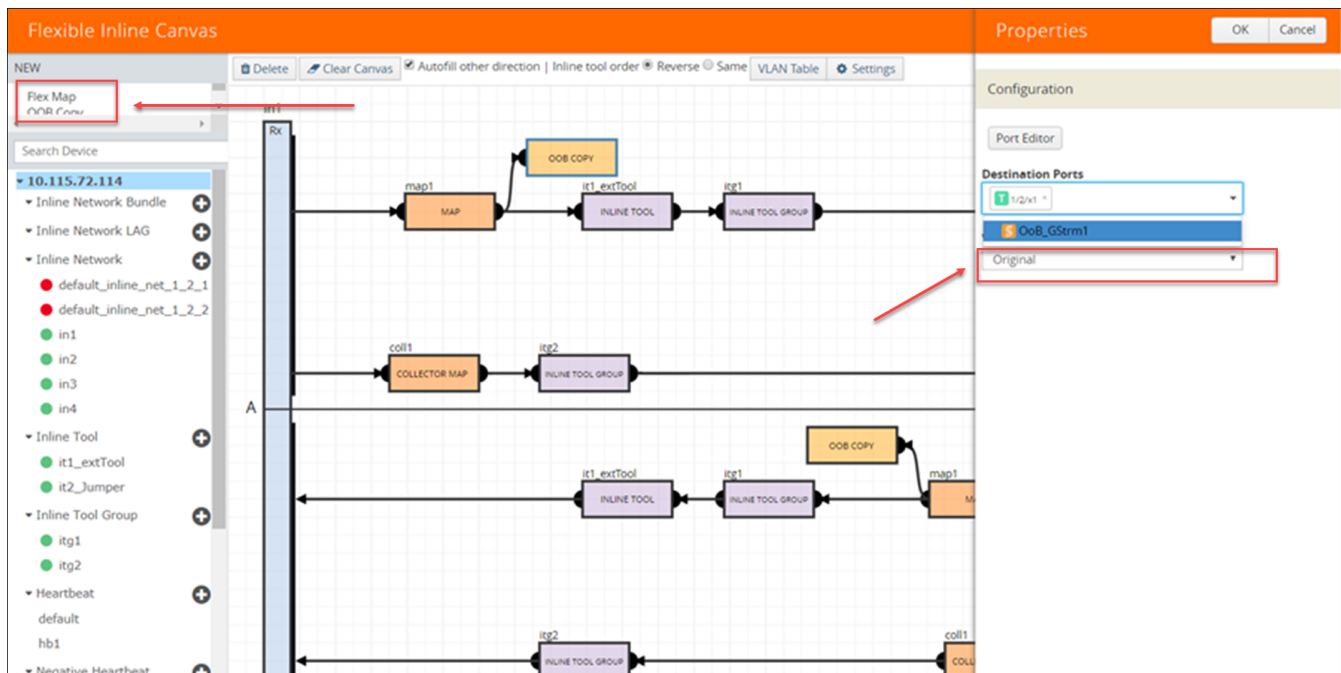 Flexible Inline Canvas
Properties
OK
Cancel
NEW
Flex Map
OOB Copy
Delete
Clear Canvas
Autofill other direction | Inline tool order
Reverse
Same
VLAN Table
Settings
Search Device
10.115.72.114
Inline Network Bundle
Inline Network LAG
Inline Network
default_inline_net_1_2_1
default_inline_net_1_2_2
in1
in2
in3
in4
Inline Tool
it1_extTool
it2_Jumper
Inline Tool Group
itg1
itg2
Heartbeat
default
hb1
Negative Heartbeat
in1
Rx
OOB COPY
map1
MAP
it1_extTool
INLINE TOOL
itg1
INLINE TOOL GROUP
coll1
COLLECTOR MAP
itg2
INLINE TOOL GROUP
A
OOB COPY
it1_extTool
INLINE TOOL
itg1
INLINE TOOL GROUP
map1
M
itg2
INLINE TOOL GROUP
coll1
COLL
Configuration
Port Editor
Destination Ports
T 1/2/x1 ×
S OoB_GStrm1
Original